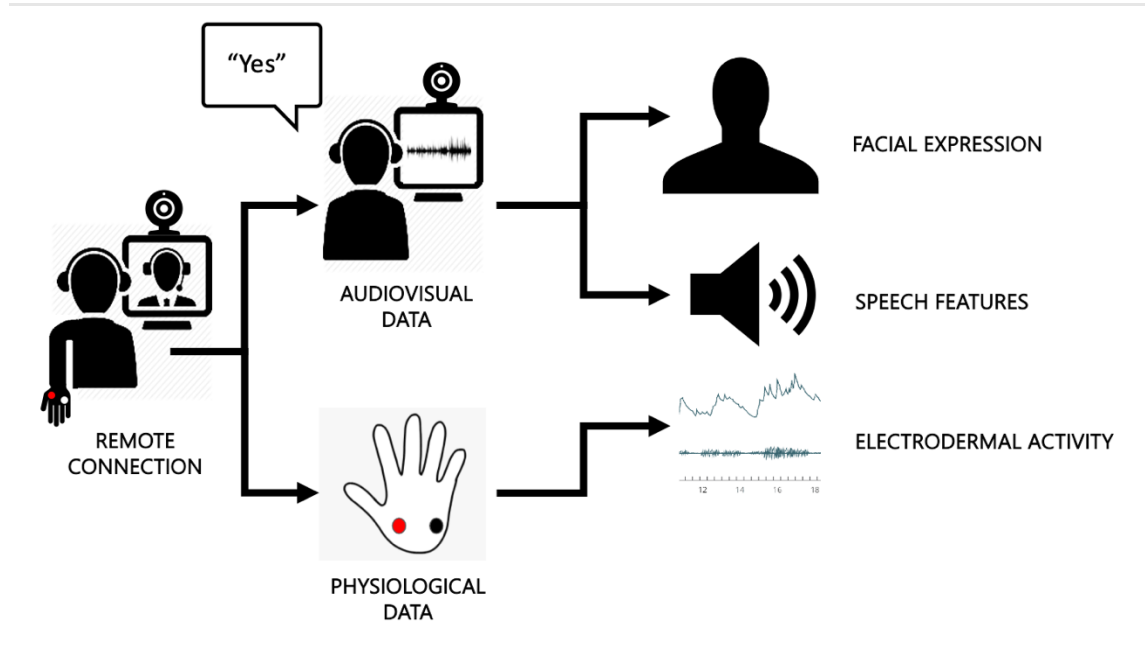 “Yes”
REMOTE
CONNECTION
AUDIOVISUAL
DATA
PHYSIOLOGICAL
DATA
FACIAL EXPRESSION
SPEECH FEATURES
ELECTRODERMAL ACTIVITY
12 14 16 18